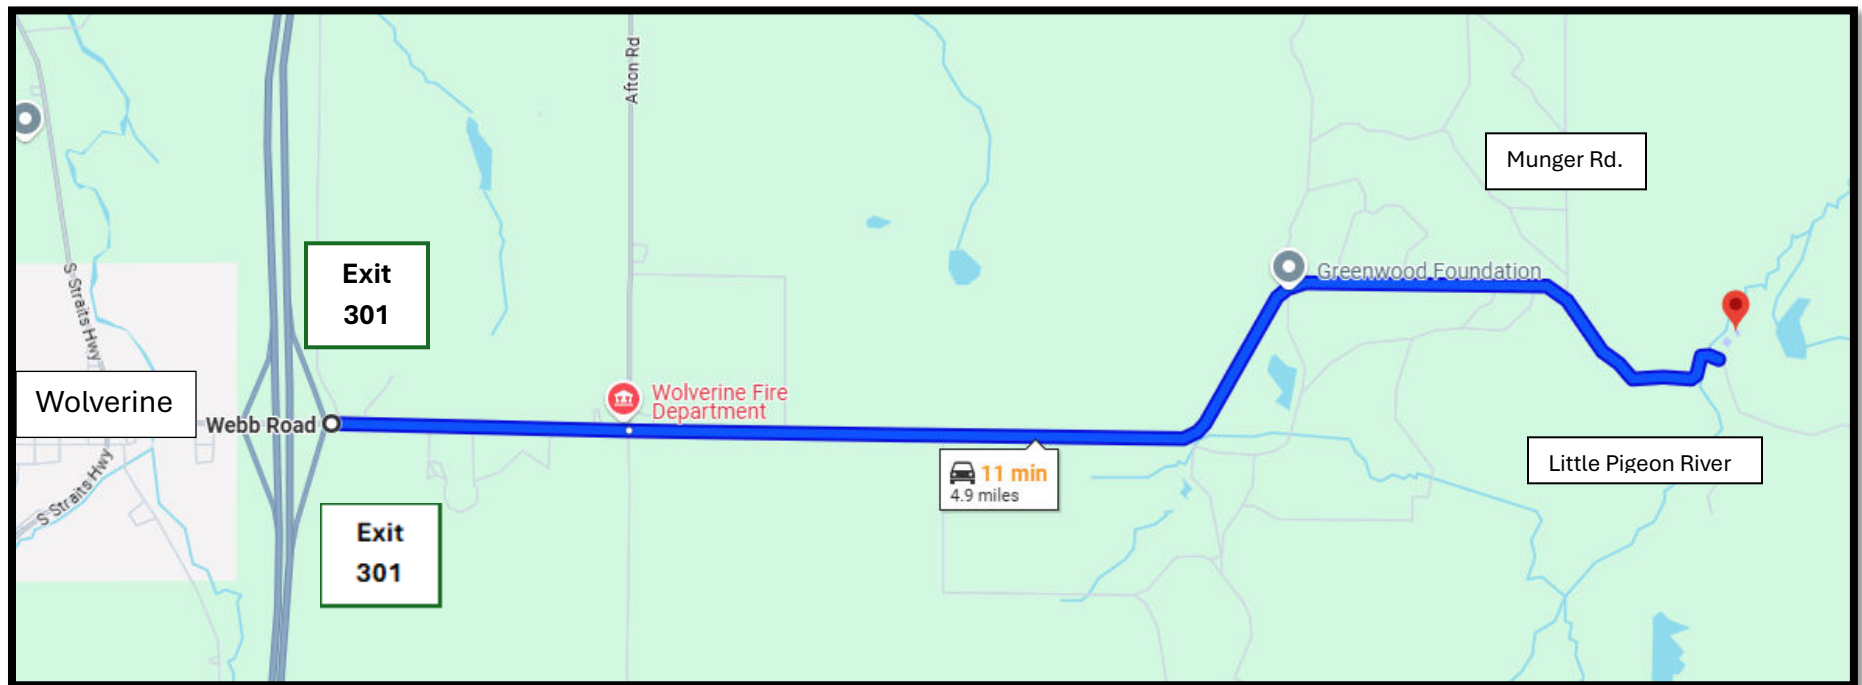 Afton Rd
Munger Rd.
S Straits Hwy
Exit
301
Greenwood Foundation
Wolverine
Wolverine Fire
Department
Webb Road
11 min
4.9 miles
Little Pigeon River
S Straits Hwy
Exit
301